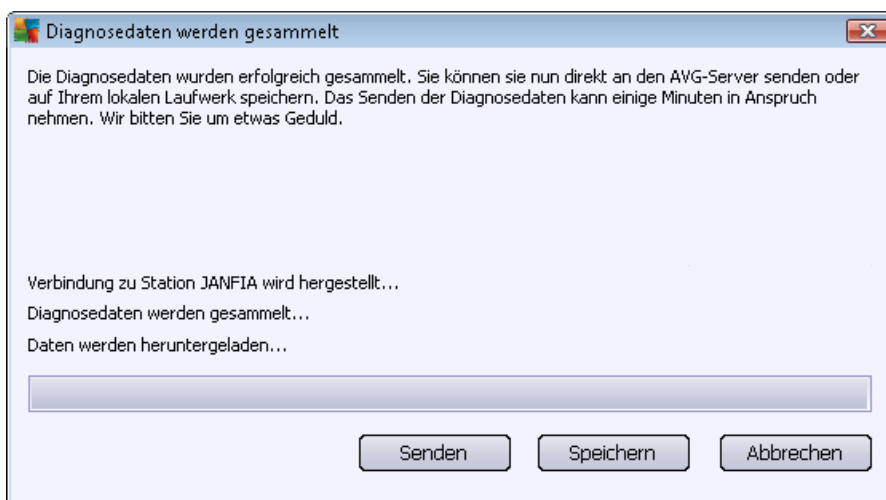 Diagnosedaten werden gesammelt
Die Diagnosedaten wurden erfolgreich gesammelt. Sie können sie nun direkt an den AVG-Server senden oder
auf Ihrem lokalen Laufwerk speichern. Das Senden der Diagnosedaten kann einige Minuten in Anspruch
nehmen. Wir bitten Sie um etwas Geduld.
Verbindung zu Station JANFIA wird hergestellt...
Diagnosedaten werden gesammelt...
Daten werden heruntergeladen...
Senden
Speichern
Abbrechen